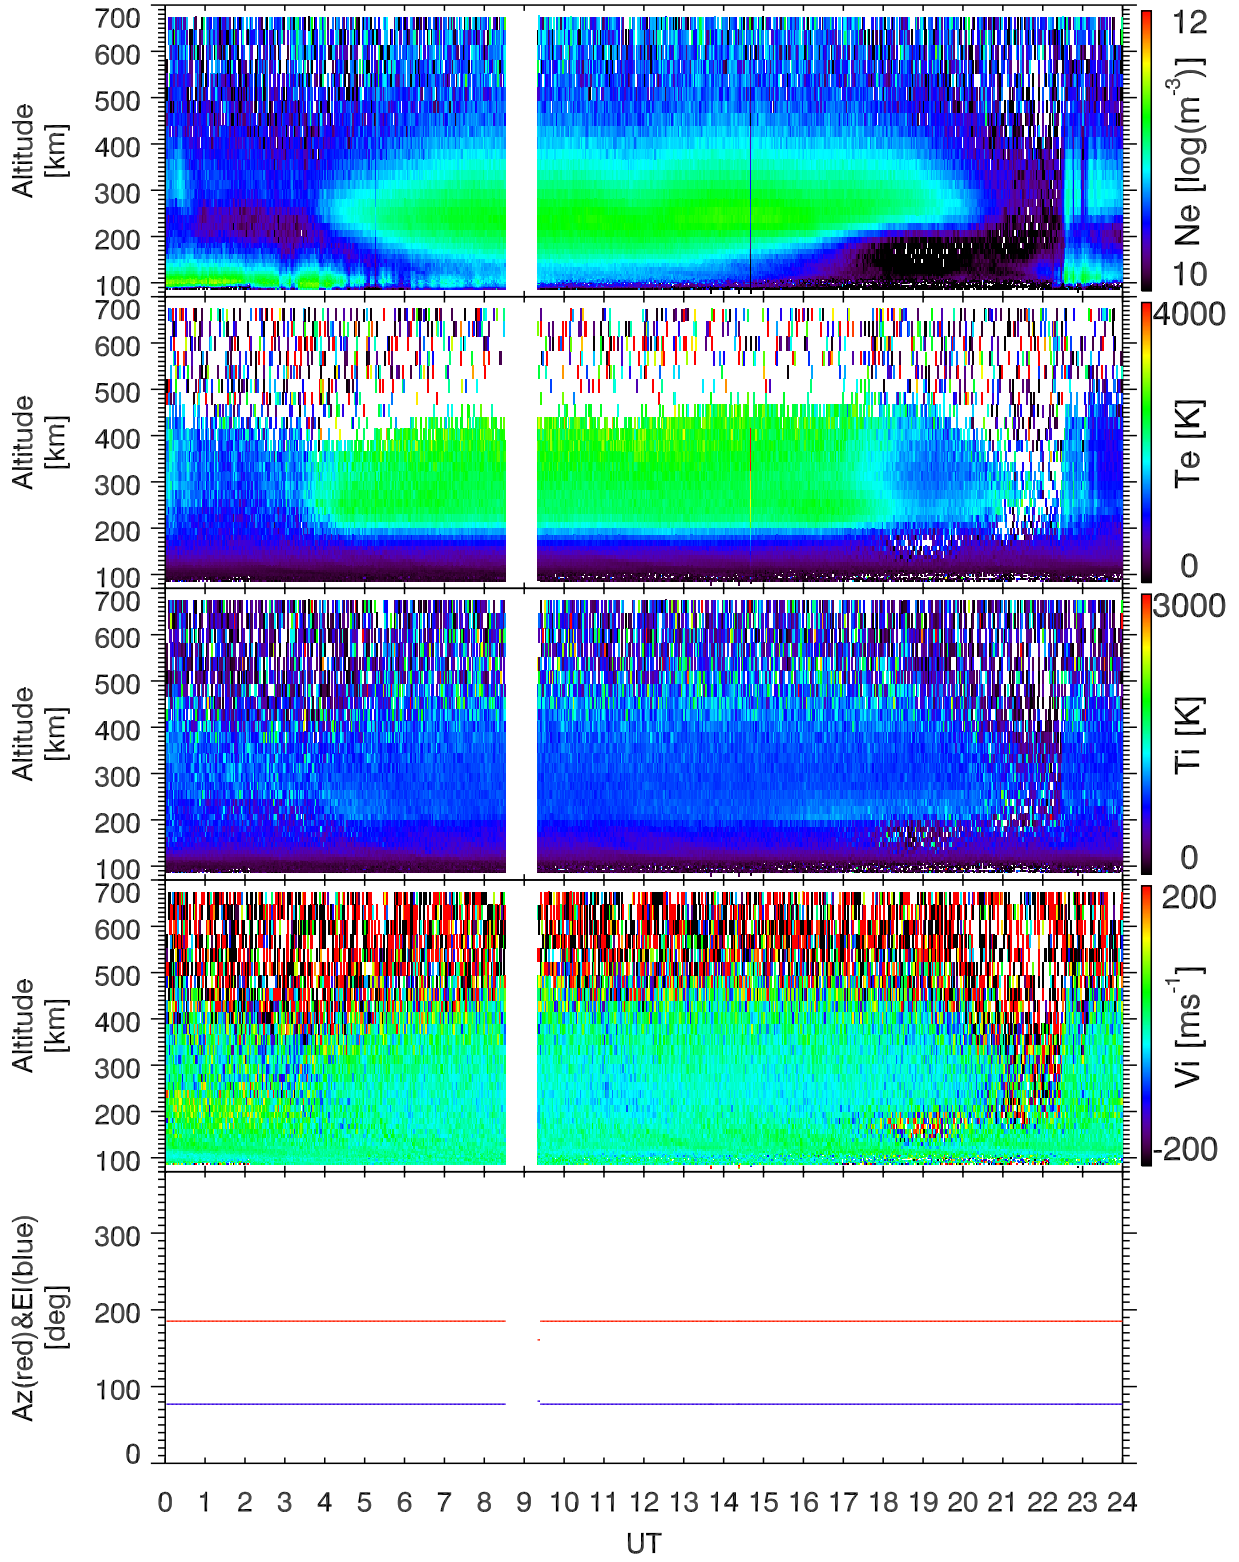 700
600
500
400
300
200
100
Altitude
[km]
12
10
Ne [log(m⁻³)]
700
600
500
400
300
200
100
Altitude
[km]
4000
0
Te [K]
700
600
500
400
300
200
100
Altitude
[km]
3000
0
Ti [K]
700
600
500
400
300
200
100
Altitude
[km]
200
-200
Vi [ms⁻¹]
300
200
100
0
Az(red)&El(blue)
[deg]
0 1 2 3 4 5 6 7 8 9 10 11 12 13 14 15 16 17 18 19 20 21 22 23 24
UT